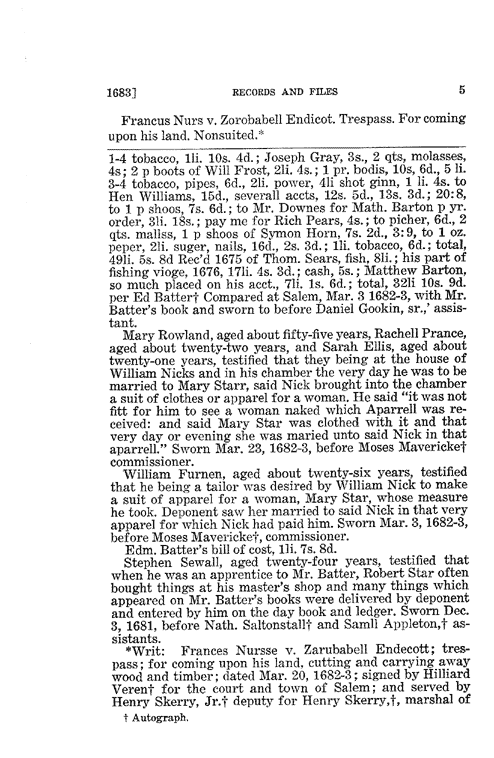 1683] RECORDS AND FILES 5
Francus Nurs v. Zorobabell Endicot. Trespass. For coming
upon his land. Nonsuited.*
1-4 tobacco, 1li. 10s. 4d.; Joseph Gray, 3s., 2 qts, molasses,
4s; 2 p boots of Will Frost, 2li. 4s.; 1 pr. bodis, 10s, 6d., 5 li.
3-4 tobacco, pipes, 6d., 2li. power, 4li shot ginn, 1 li. 4s. to
Hen Williams, 15d., severall accts, 12s. 5d., 13s. 3d.; 20:8,
to 1 p shoos, 7s. 6d.; to Mr. Downes for Math. Barton p yr.
order, 3li. 18s.; pay me for Rich Pears, 4s.; to picher, 6d., 2
qts. maliss, 1 p shoos of Symon Horn, 7s. 2d., 3:9, to 1 oz.
peper, 2li. suger, nails, 16d., 2s. 3d.; 1li. tobacco, 6d.; total,
49li. 5s. 8d Rec'd 1675 of Thom. Sears, fish, 8li.; his part of
fishing vioge, 1676, 17li. 4s. 3d.; cash, 5s.; Matthew Barton,
so much placed on his acct., 7li. 1s. 6d.; total, 32li 10s. 9d.
per Ed Batter† Compared at Salem, Mar. 3 1682-3, with Mr.
Batter's book and sworn to before Daniel Gookin, sr.,' assis-
tant.
Mary Rowland, aged about fifty-five years, Rachell Prance,
aged about twenty-two years, and Sarah Ellis, aged about
twenty-one years, testified that they being at the house of
William Nicks and in his chamber the very day he was to be
married to Mary Starr, said Nick brought into the chamber
a suit of clothes or apparel for a woman. He said "it was not
fitt for him to see a woman naked which Aparrell was re-
ceived: and said Mary Star was clothed with it and that
very day or evening she was maried unto said Nick in that
aparrell." Sworn Mar. 23, 1682-3, before Moses Mavericke†
commissioner.
William Furnen, aged about twenty-six years, testified
that he being a tailor was desired by William Nick to make
a suit of apparel for a woman, Mary Star, whose measure
he took. Deponent saw her married to said Nick in that very
apparel for which Nick had paid him. Sworn Mar. 3, 1682-3,
before Moses Mavericke†, commissioner.
Edm. Batter's bill of cost, 1li. 7s. 8d.
Stephen Sewall, aged twenty-four years, testified that
when he was an apprentice to Mr. Batter, Robert Star often
bought things at his master's shop and many things which
appeared on Mr. Batter's books were delivered by deponent
and entered by him on the day book and ledger. Sworn Dec.
3, 1681, before Nath. Saltonstall† and Samll Appleton,† as-
sistants.
*Writ: Frances Nursse v. Zarubabell Endecott; tres-
pass; for coming upon his land, cutting and carrying away
wood and timber; dated Mar. 20, 1682-3; signed by Hilliard
Veren† for the court and town of Salem; and served by
Henry Skerry, Jr.† deputy for Henry Skerry,†, marshal of
† Autograph.